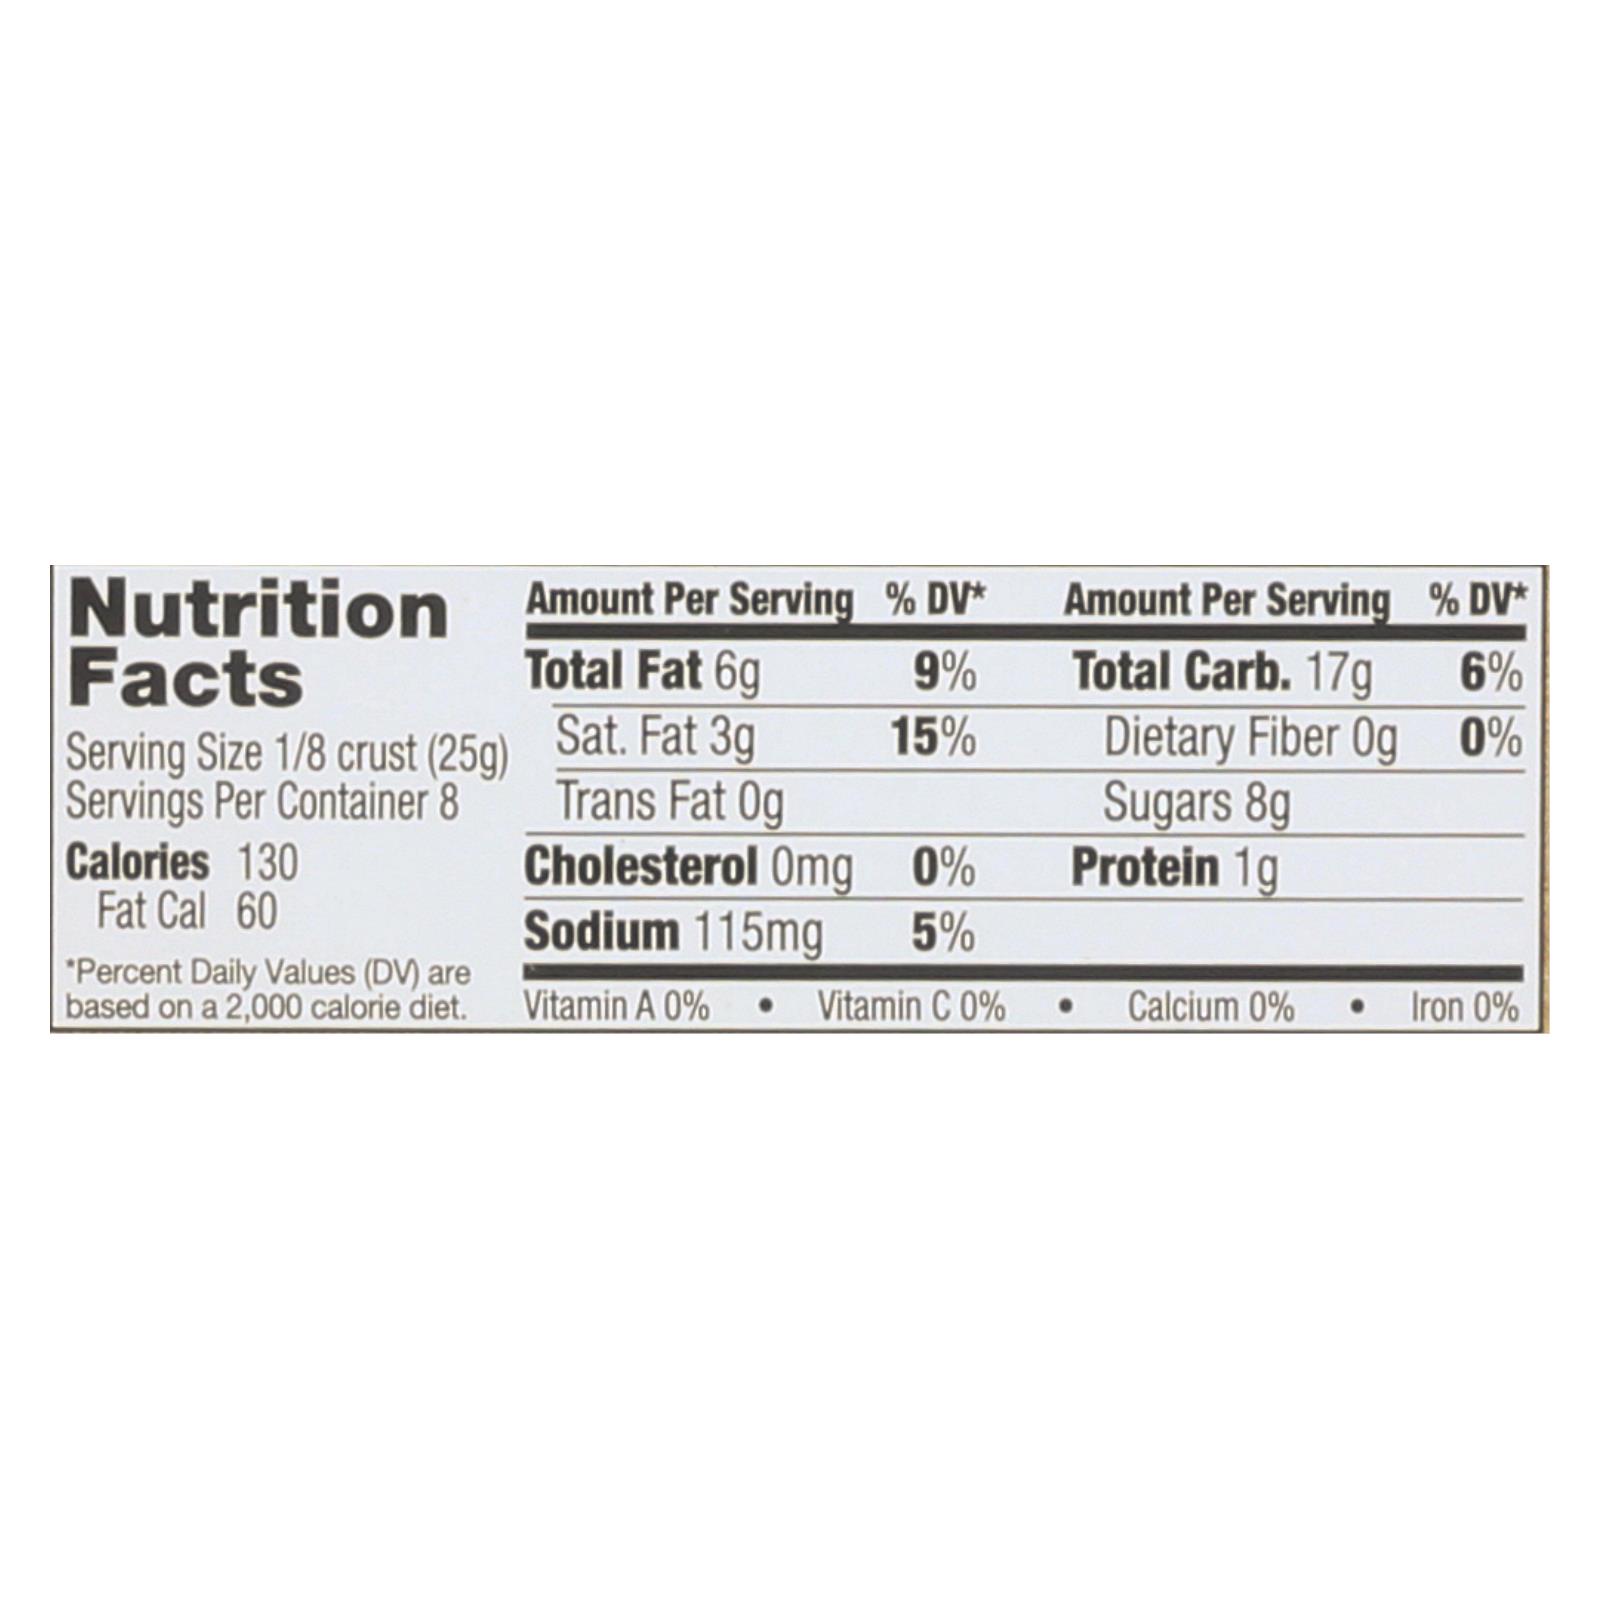 Nutrition
Facts
Serving Size 1/8 crust (25g)
Servings Per Container 8
Calories 130
Fat Cal 60
*Percent Daily Values (DV) are
based on a 2,000 calorie diet.
Amount Per Serving % DV* Amount Per Serving % DV*
Total Fat 6g 9% Total Carb. 17g 6%
Sat. Fat 3g 15% Dietary Fiber 0g 0%
Trans Fat 0g Sugars 8g
Cholesterol 0mg 0% Protein 1g
Sodium 115mg 5%
Vitamin A 0% • Vitamin C 0% • Calcium 0% • Iron 0%